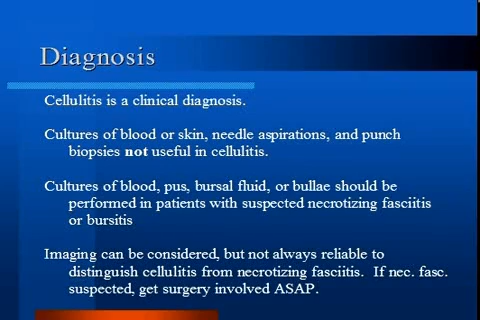 Diagnosis
Cellulitis is a clinical diagnosis.
Cultures of blood or skin, needle aspirations, and punch
biopsies not useful in cellulitis.
Cultures of blood, pus, bursal fluid, or bullae should be
performed in patients with suspected necrotizing fasciitis
or bursitis
Imaging can be considered, but not always reliable to
distinguish cellulitis from necrotizing fasciitis. If nec. fasc.
suspected, get surgery involved ASAP.